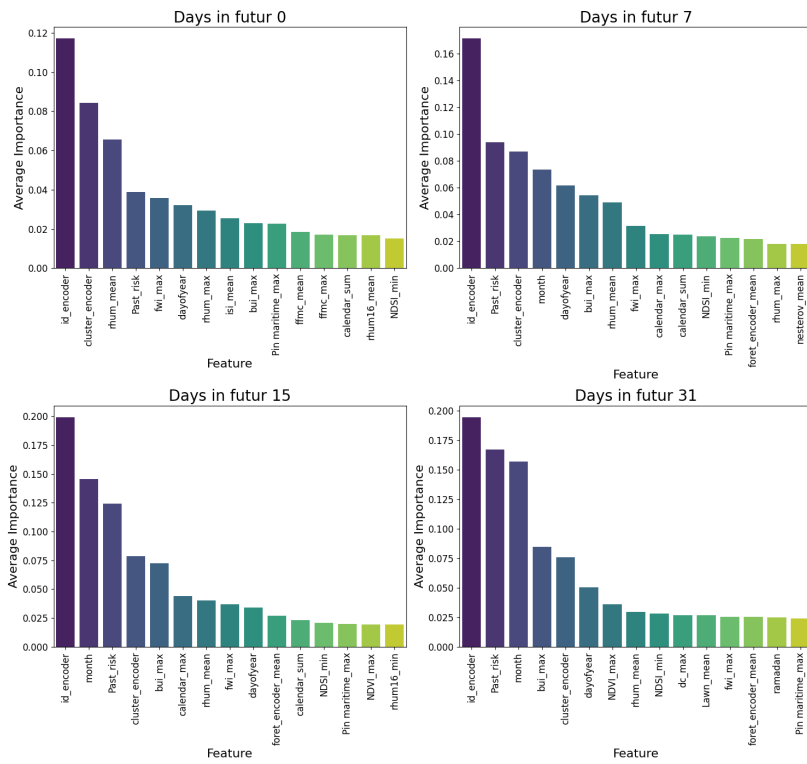 Days in futur 0
Average Importance
0.12
0.10
0.08
0.06
0.04
0.02
0.00
id_encoder
cluster_encoder
rhum_mean
Past_risk
fwi_max
dayofyear
rhum_max
isi_mean
bui_max
Pin maritime_max
ffmc_mean
ffmc_max
calendar_sum
rhum16_mean
NDSI_min
Feature
Days in futur 7
Average Importance
0.16
0.14
0.12
0.10
0.08
0.06
0.04
0.02
0.00
id_encoder
Past_risk
cluster_encoder
month
dayofyear
bui_max
rhum_mean
fwi_max
calendar_max
calendar_sum
NDSI_min
Pin maritime_max
foret_encoder_mean
rhum_max
nesterov_mean
Feature
Days in futur 15
Average Importance
0.200
0.175
0.150
0.125
0.100
0.075
0.050
0.025
0.000
id_encoder
month
Past_risk
cluster_encoder
bui_max
calendar_max
rhum_mean
fwi_max
dayofyear
foret_encoder_mean
calendar_sum
NDSI_min
Pin maritime_max
NDVI_max
rhum16_min
Feature
Days in futur 31
Average Importance
0.200
0.175
0.150
0.125
0.100
0.075
0.050
0.025
0.000
id_encoder
Past_risk
month
bui_max
cluster_encoder
dayofyear
NDVI_max
rhum_mean
NDSI_min
dc_max
Lawn_mean
fwi_max
foret_encoder_mean
ramadan
Pin maritime_max
Feature